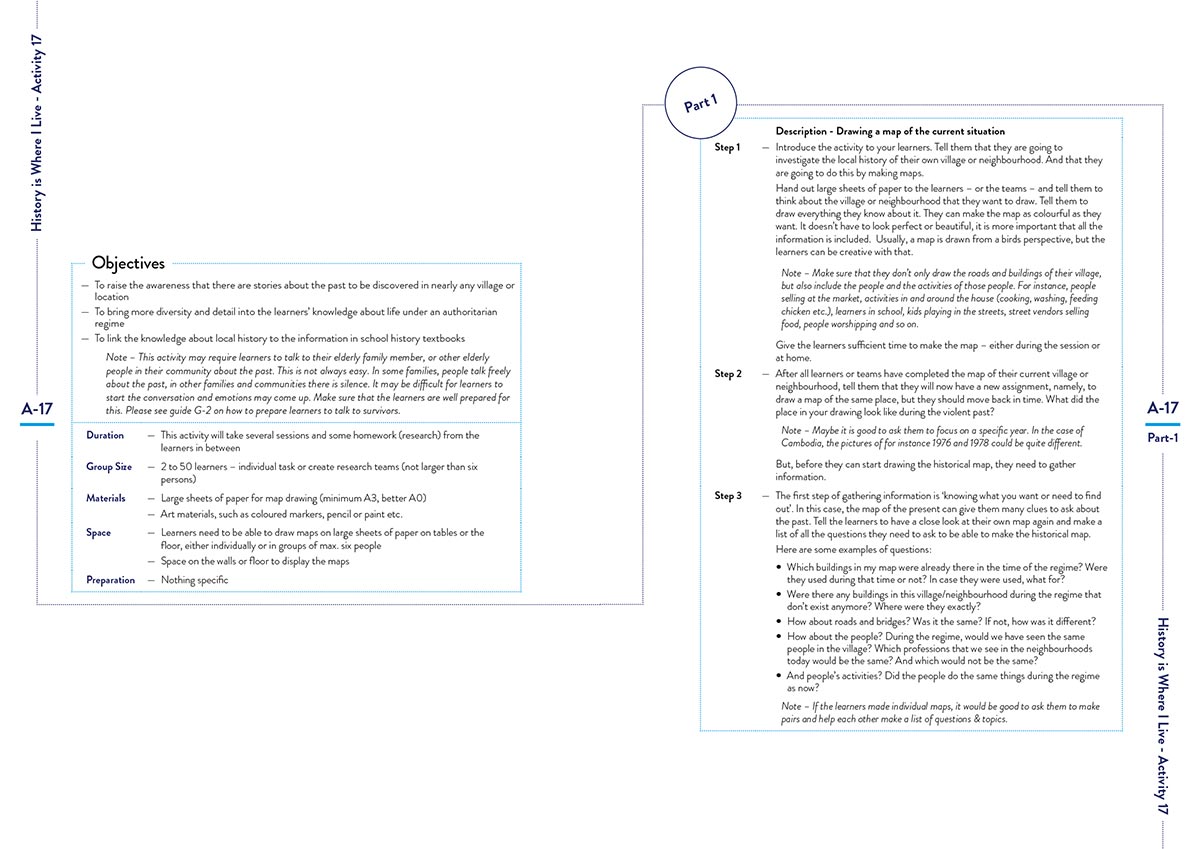 History is Where I Live - Activity 17
Objectives
— To raise the awareness that there are stories about the past to be discovered in nearly any village or
location
— To bring more diversity and detail into the learners' knowledge about life under an authoritarian
regime
— To link the knowledge about local history to the information in school history textbooks
Note – This activity may require learners to talk to their elderly family member, or other elderly
people in their community about the past. This is not always easy. In some families, people talk freely
about the past, in other families and communities there is silence. It may be difficult for learners to
start the conversation and emotions may come up. Make sure that the learners are well prepared for
this. Please see guide G-2 on how to prepare learners to talk to survivors.
A-17
Duration — This activity will take several sessions and some homework (research) from the
learners in between
Group Size — 2 to 50 learners – individual task or create research teams (not larger than six
persons)
Materials — Large sheets of paper for map drawing (minimum A3, better A0)
— Art materials, such as coloured markers, pencil or paint etc.
Space — Learners need to be able to draw maps on large sheets of paper on tables or the
floor, either individually or in groups of max. six people
— Space on the walls or floor to display the maps
Preparation — Nothing specific
Part 1
Description - Drawing a map of the current situation
Step 1 — Introduce the activity to your learners. Tell them that they are going to
investigate the local history of their own village or neighbourhood. And that they
are going to do this by making maps.
Hand out large sheets of paper to the learners – or the teams – and tell them to
think about the village or neighbourhood that they want to draw. Tell them to
draw everything they know about it. They can make the map as colourful as they
want. It doesn't have to look perfect or beautiful, it is more important that all the
information is included. Usually, a map is drawn from a birds perspective, but the
learners can be creative with that.
Note – Make sure that they don't only draw the roads and buildings of their village,
but also include the people and the activities of those people. For instance, people
selling at the market, activities in and around the house (cooking, washing, feeding
chicken etc.), learners in school, kids playing in the streets, street vendors selling
food, people worshipping and so on.
Give the learners sufficient time to make the map – either during the session or
at home.
Step 2 — After all learners or teams have completed the map of their current village or
neighbourhood, tell them that they will now have a new assignment, namely, to
draw a map of the same place, but they should move back in time. What did the
place in your drawing look like during the violent past?
Note – Maybe it is good to ask them to focus on a specific year. In the case of
Cambodia, the pictures of for instance 1976 and 1978 could be quite different.
But, before they can start drawing the historical map, they need to gather
information.
Step 3 — The first step of gathering information is 'knowing what you want or need to find
out'. In this case, the map of the present can give them many clues to ask about
the past. Tell the learners to have a close look at their own map again and make a
list of all the questions they need to ask to be able to make the historical map.
Here are some examples of questions:
• Which buildings in my map were already there in the time of the regime? Were
they used during that time or not? In case they were used, what for?
• Were there any buildings in this village/neighbourhood during the regime that
don't exist anymore? Where were they exactly?
• How about roads and bridges? Was it the same? If not, how was it different?
• How about the people? During the regime, would we have seen the same
people in the village? Which professions that we see in the neighbourhoods
today would be the same? And which would not be the same?
• And people's activities? Did the people do the same things during the regime
as now?
Note – If the learners made individual maps, it would be good to ask them to make
pairs and help each other make a list of questions & topics.
A-17
Part-1
History is Where I Live - Activity 17